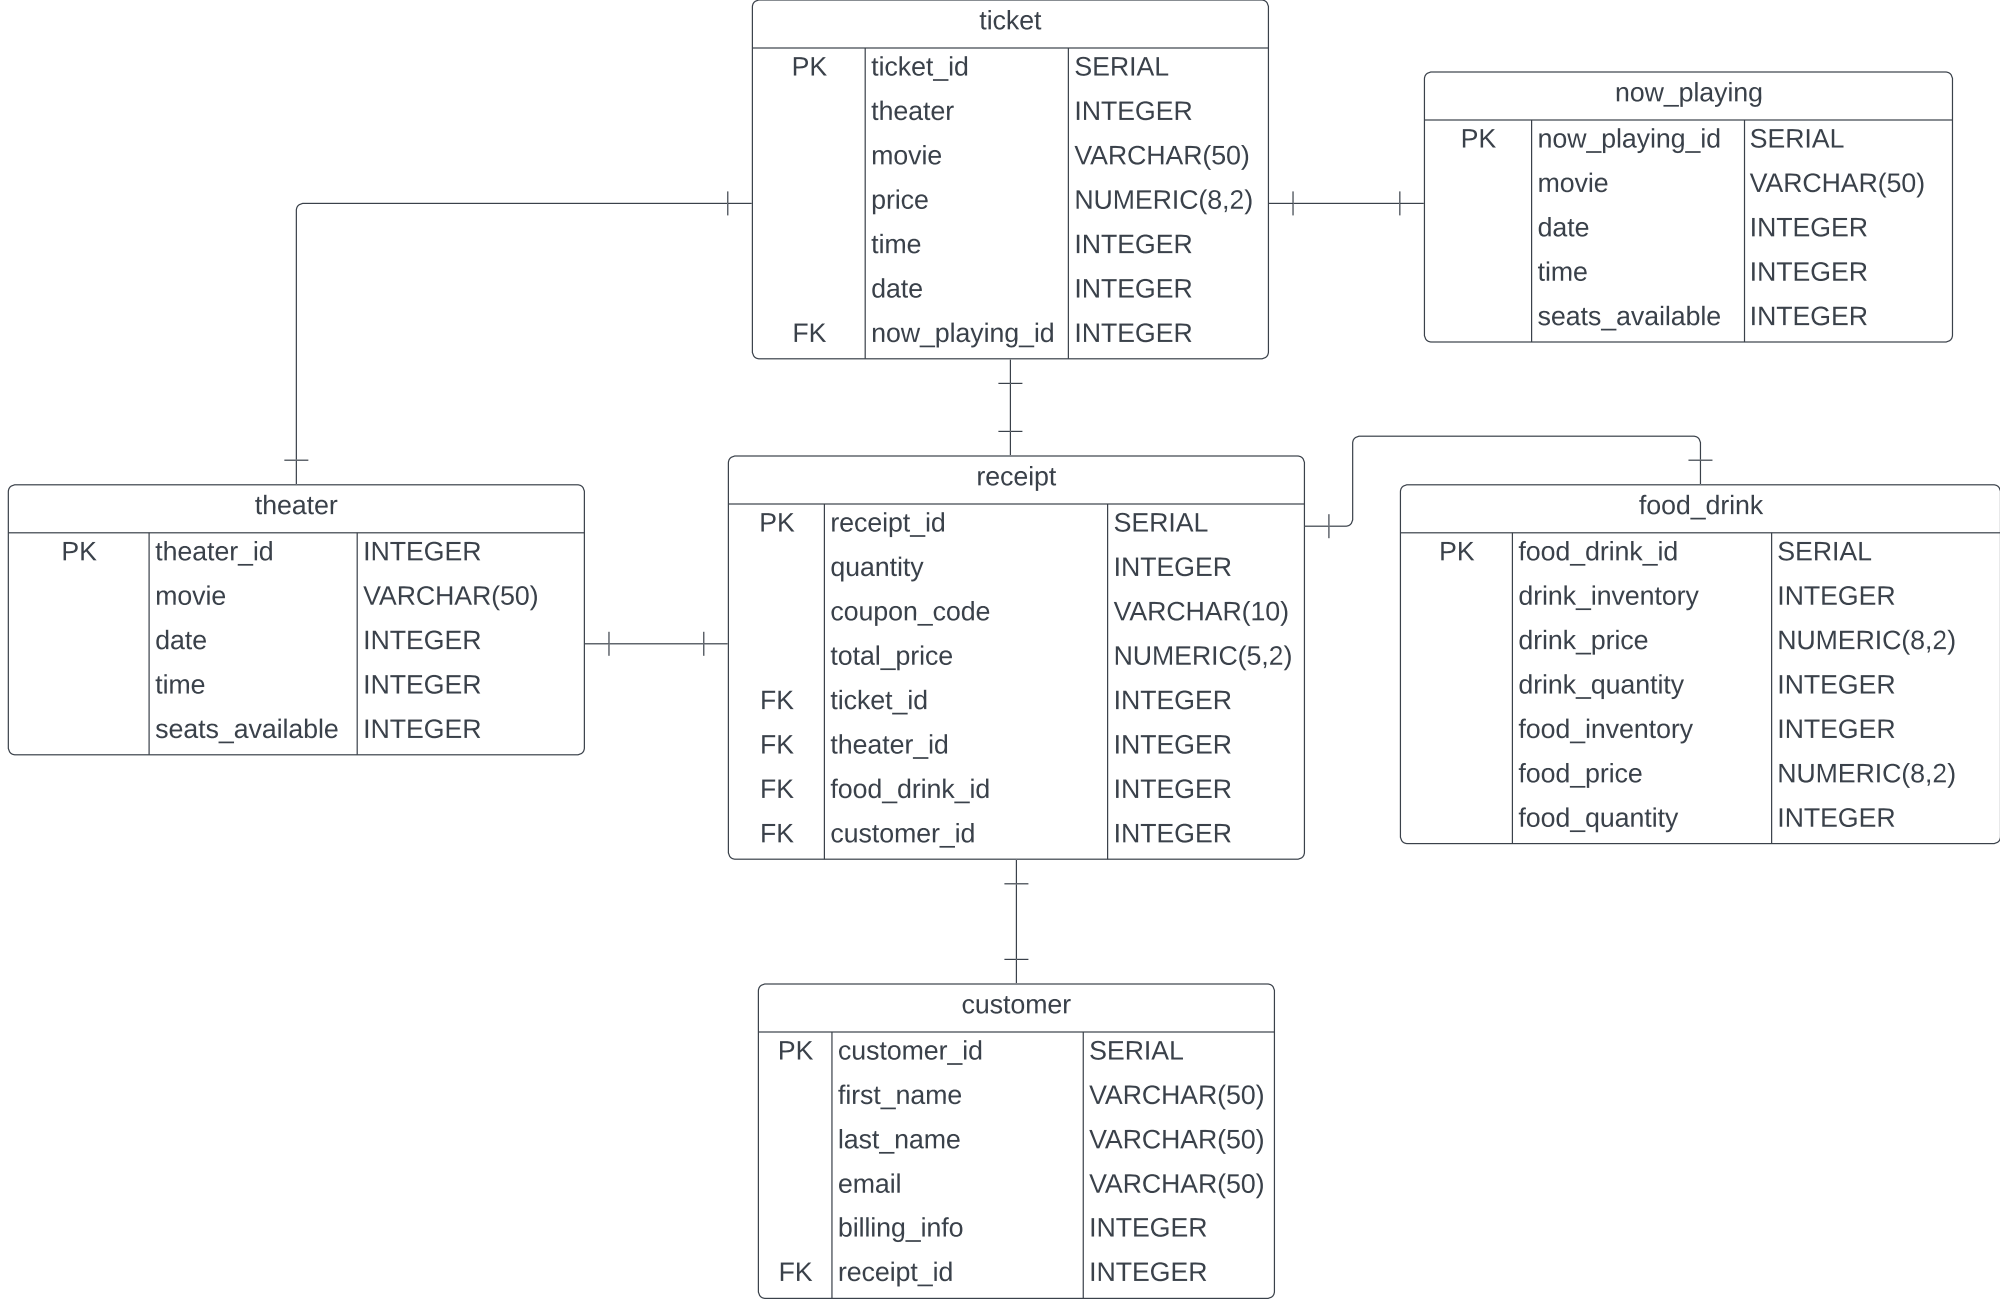 ticket
PK ticket_id SERIAL
theater INTEGER
movie VARCHAR(50)
price NUMERIC(8,2)
time INTEGER
date INTEGER
FK now_playing_id INTEGER
now_playing
PK now_playing_id SERIAL
movie VARCHAR(50)
date INTEGER
time INTEGER
seats_available INTEGER
theater
PK theater_id INTEGER
movie VARCHAR(50)
date INTEGER
time INTEGER
seats_available INTEGER
receipt
PK receipt_id SERIAL
quantity INTEGER
coupon_code VARCHAR(10)
total_price NUMERIC(5,2)
FK ticket_id INTEGER
FK theater_id INTEGER
FK food_drink_id INTEGER
FK customer_id INTEGER
food_drink
PK food_drink_id SERIAL
drink_inventory INTEGER
drink_price NUMERIC(8,2)
drink_quantity INTEGER
food_inventory INTEGER
food_price NUMERIC(8,2)
food_quantity INTEGER
customer
PK customer_id SERIAL
first_name VARCHAR(50)
last_name VARCHAR(50)
email VARCHAR(50)
billing_info INTEGER
FK receipt_id INTEGER